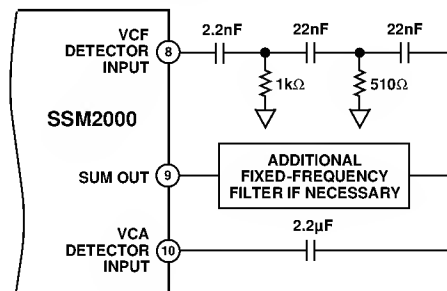 VCF
DETECTOR
INPUT
8
2.2nF
22nF
22nF
1kΩ
510Ω
SSM2000
SUM OUT
9
ADDITIONAL
FIXED-FREQUENCY
FILTER IF NECESSARY
VCA
DETECTOR
INPUT
10
2.2μF